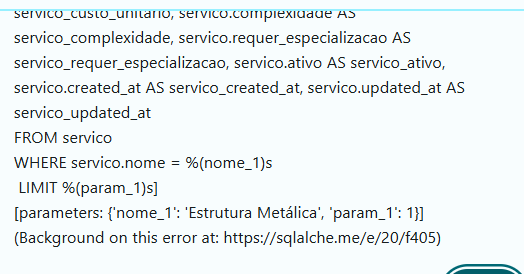 servico_custo_unitario, servico.complexidade AS
servico_complexidade, servico.requer_especializacao AS
servico_requer_especializacao, servico.ativo AS servico_ativo,
servico.created_at AS servico_created_at, servico.updated_at AS
servico_updated_at
FROM servico
WHERE servico.nome = %(nome_1)s
LIMIT %(param_1)s]
[parameters: {'nome_1': 'Estrutura Metálica', 'param_1': 1}]
(Background on this error at: https://sqlalche.me/e/20/f405)